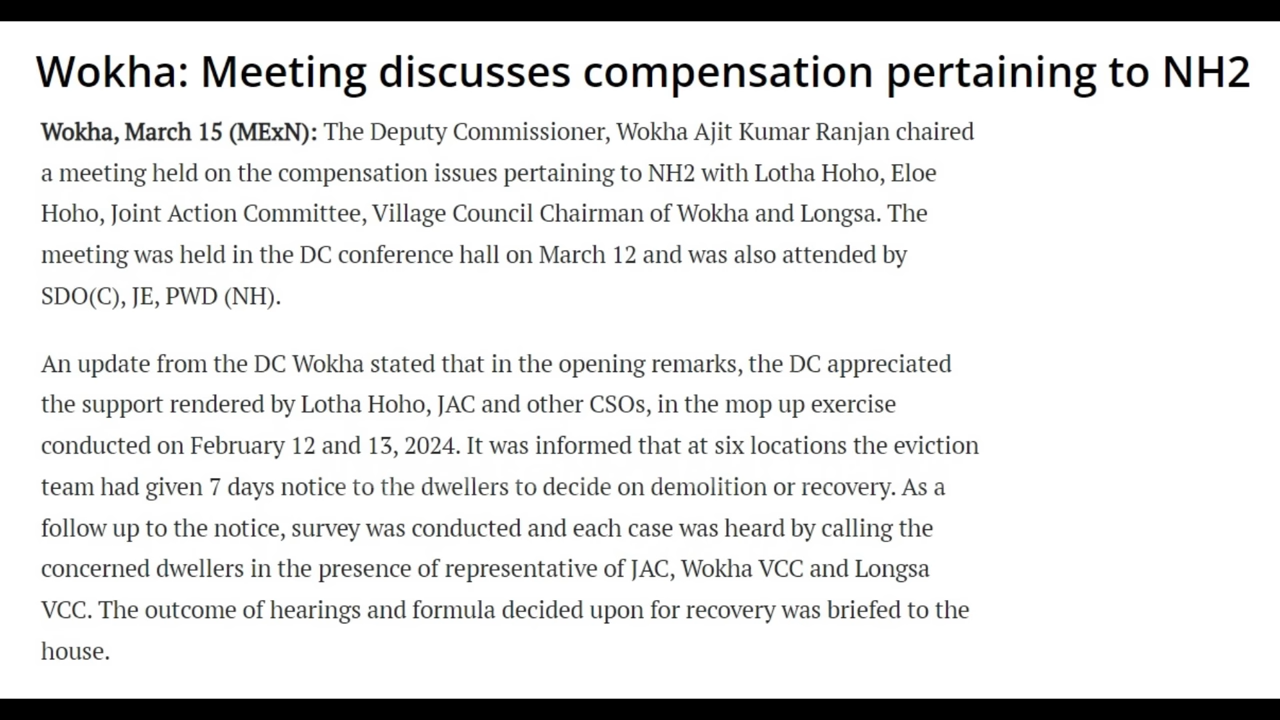 Wokha: Meeting discusses compensation pertaining to NH2
Wokha, March 15 (MExN): The Deputy Commissioner, Wokha Ajit Kumar Ranjan chaired
a meeting held on the compensation issues pertaining to NH2 with Lotha Hoho, Eloe
Hoho, Joint Action Committee, Village Council Chairman of Wokha and Longsa. The
meeting was held in the DC conference hall on March 12 and was also attended by
SDO(C), JE, PWD (NH).
An update from the DC Wokha stated that in the opening remarks, the DC appreciated
the support rendered by Lotha Hoho, JAC and other CSOs, in the mop up exercise
conducted on February 12 and 13, 2024. It was informed that at six locations the eviction
team had given 7 days notice to the dwellers to decide on demolition or recovery. As a
follow up to the notice, survey was conducted and each case was heard by calling the
concerned dwellers in the presence of representative of JAC, Wokha VCC and Longsa
VCC. The outcome of hearings and formula decided upon for recovery was briefed to the
house.